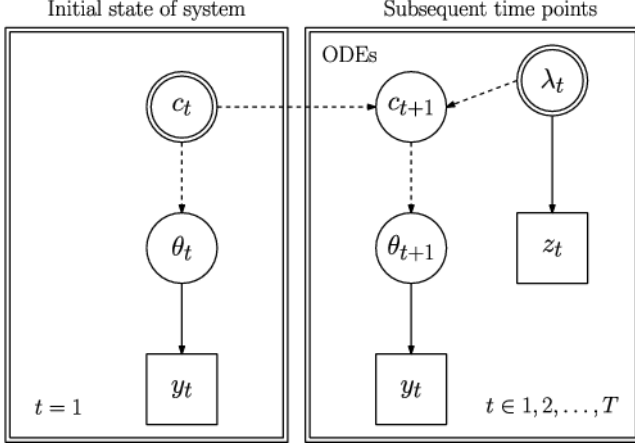 Initial state of system
Subsequent time points
ODEs
c_t
c_{t+1}
λ_t
θ_t
θ_{t+1}
z_t
y_t
y_t
t = 1
t ∈ 1, 2, . . . , T